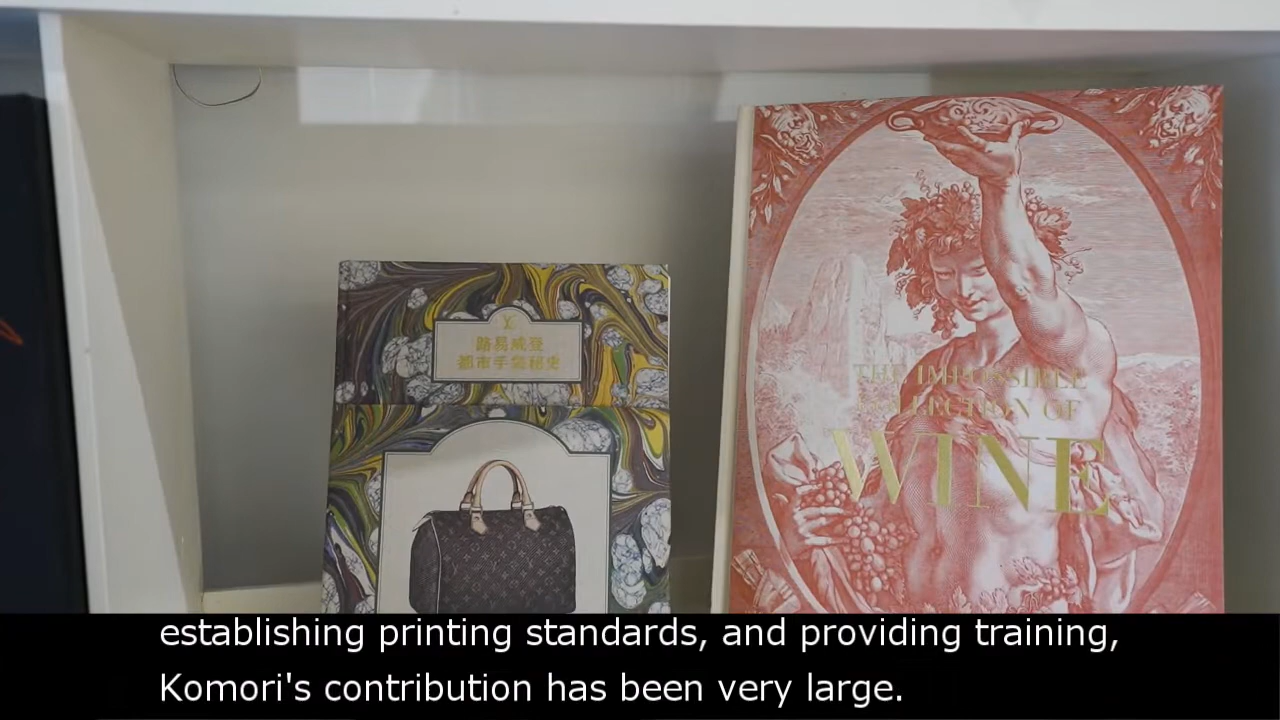 路易威登
都市手袋秘史
THE IMPOSSIBLE
COLLECTION OF
WINE
establishing printing standards, and providing training,
Komori's contribution has been very large.